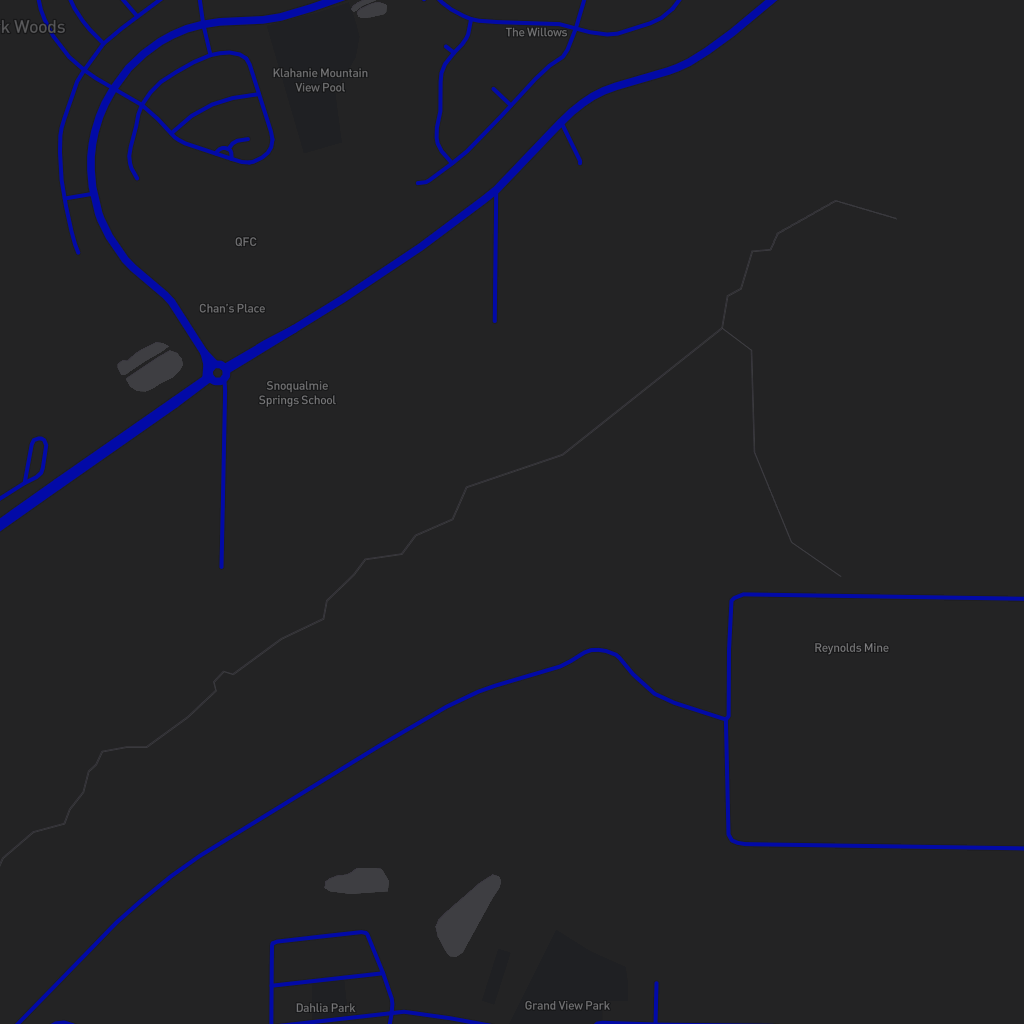 k Woods
The Willows
Klahanie Mountain
View Pool
QFC
Chan's Place
Snoqualmie
Springs School
Reynolds Mine
Dahlia Park
Grand View Park